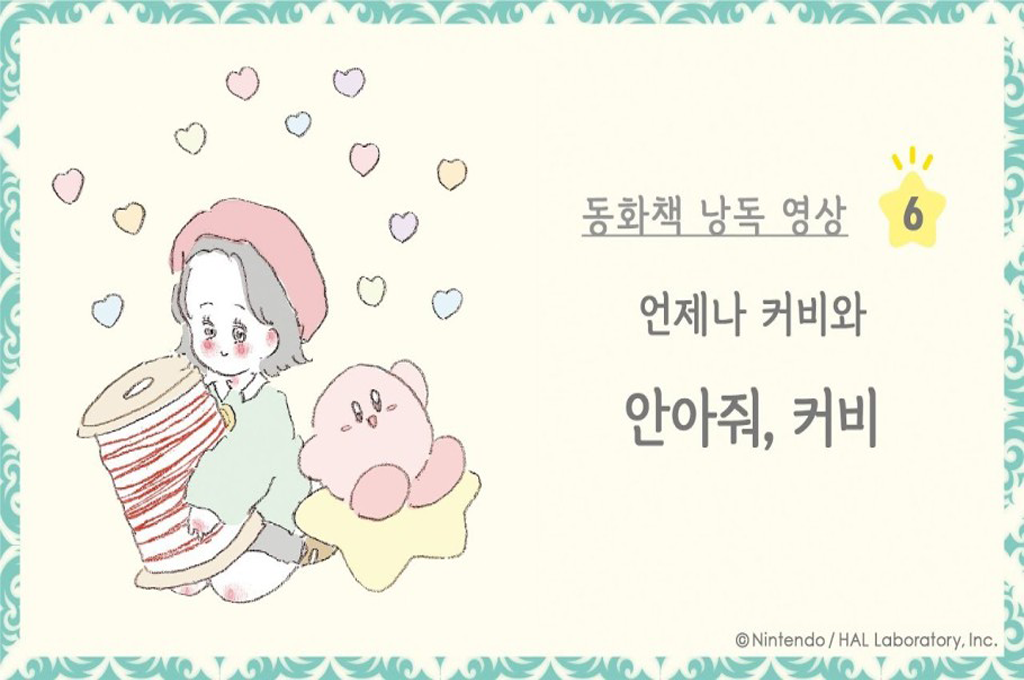 동화책 낭독 영상 6
언제나 커비와
안아줘, 커비
©Nintendo / HAL Laboratory, Inc.